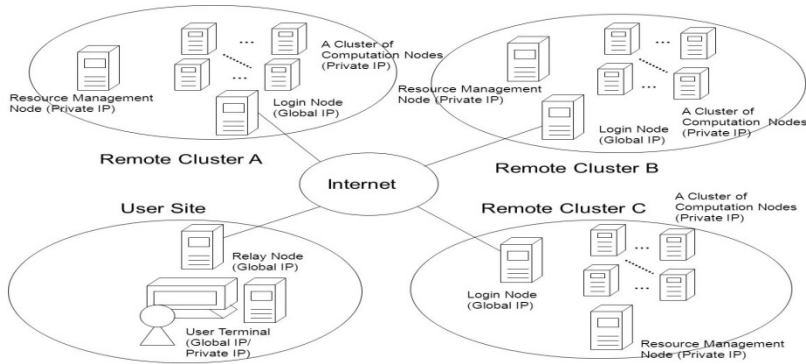 A Cluster of
Computation Nodes
(Private IP)
Resource Management
Node (Private IP)
Login Node
(Global IP)
Remote Cluster A
Resource Management
Node (Private IP)
A Cluster of
Computation Nodes
(Private IP)
Login Node
(Global IP)
Remote Cluster B
Internet
User Site
Relay Node
(Global IP)
User Terminal
(Global IP/
Private IP)
Remote Cluster C
A Cluster of
Computation Nodes
(Private IP)
Login Node
(Global IP)
Resource Management
Node (Private IP)